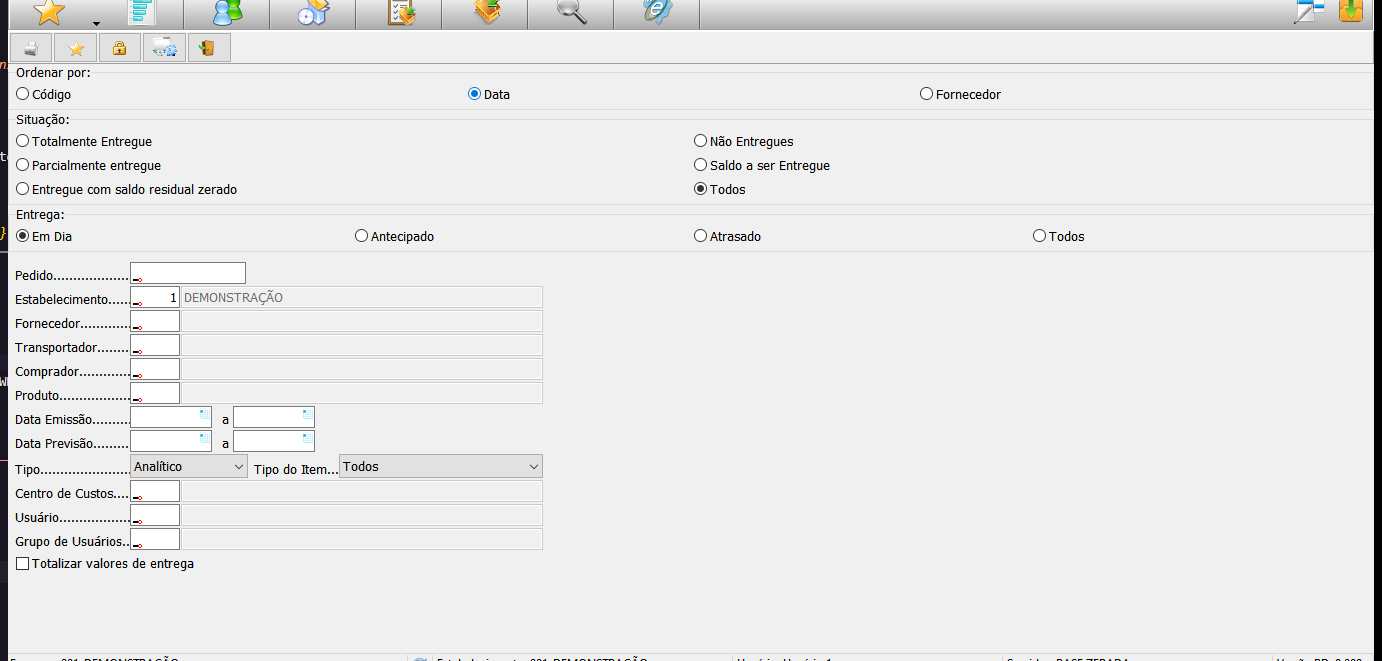 Ordenar por:
Código Data Fornecedor
Situação:
Totalmente Entregue Não Entregues
Parcialmente entregue Saldo a ser Entregue
Entregue com saldo residual zerado Todos
Entrega:
Em Dia Antecipado Atrasado Todos
Pedido
Estabelecimento 1 DEMONSTRAÇÃO
Fornecedor
Transportador
Comprador
Produto
Data Emissão a
Data Previsão a
Tipo Analítico Tipo do Item... Todos
Centro de Custos
Usuário
Grupo de Usuários
Totalizar valores de entrega